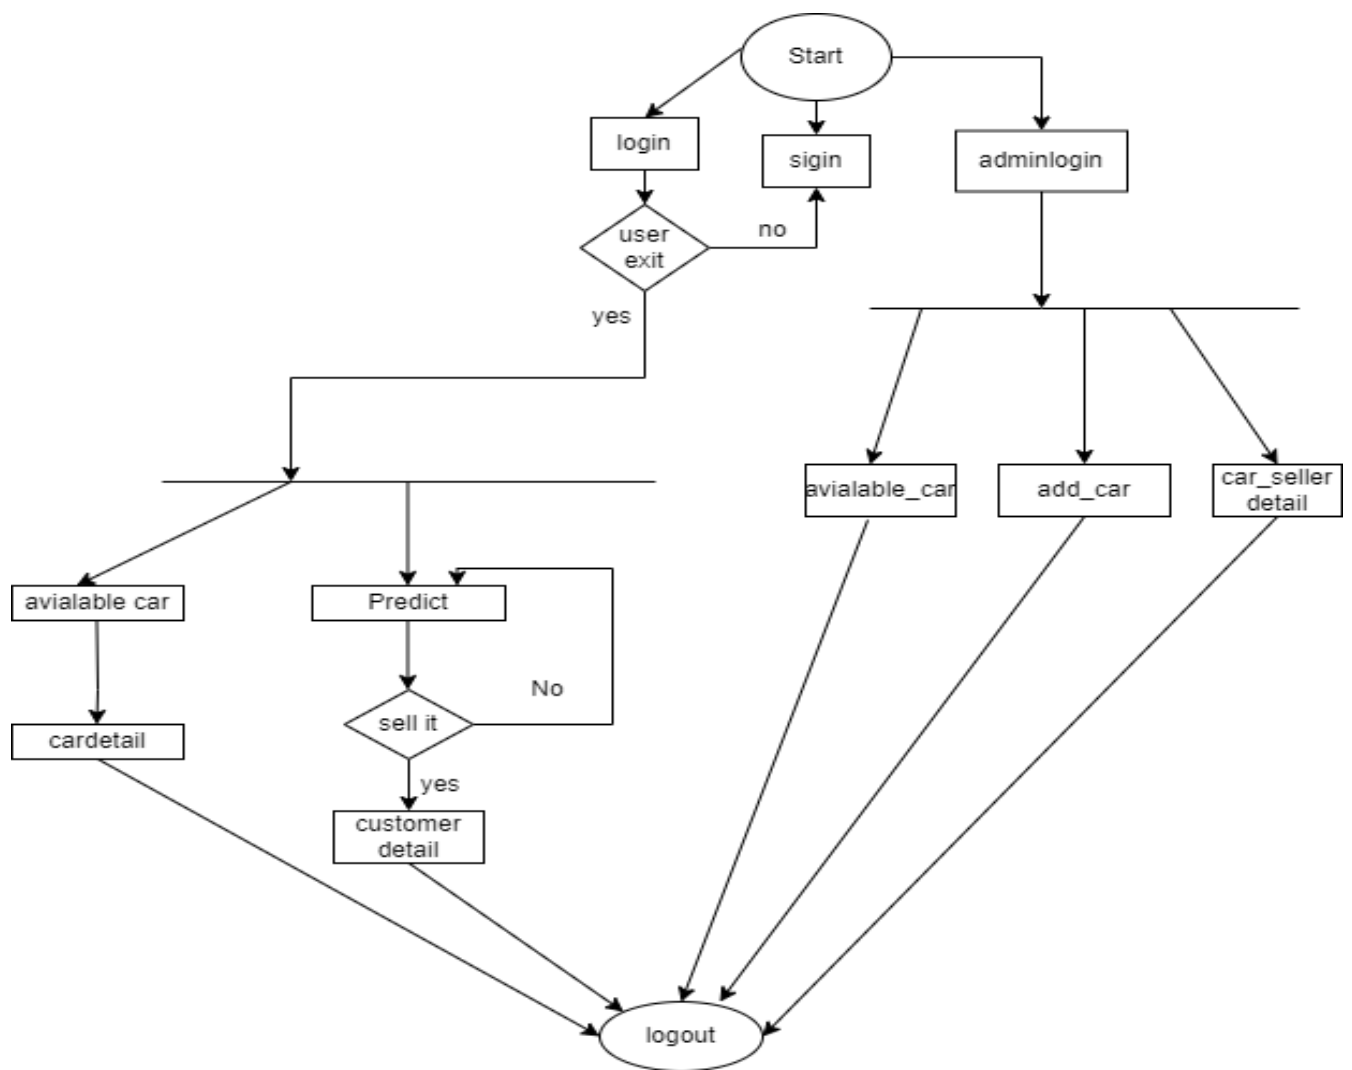 Start
login
sigin
adminlogin
user
exit
no
yes
avialable_car
add_car
car_seller
detail
avialable car
Predict
No
sell it
cardetail
yes
customer
detail
logout